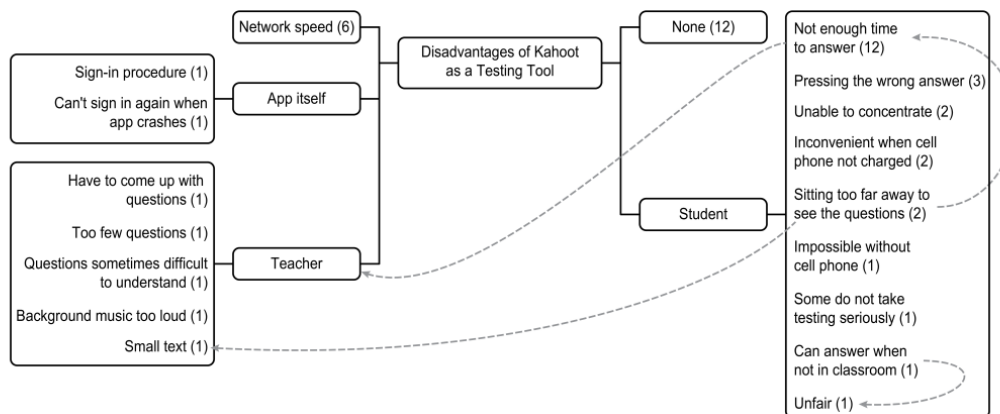 Network speed (6)
Disadvantages of Kahoot
as a Testing Tool
None (12)
Sign-in procedure (1)
Can't sign in again when
app crashes (1)
App itself
Have to come up with
questions (1)
Too few questions (1)
Questions sometimes difficult
to understand (1)
Background music too loud (1)
Small text (1)
Teacher
Student
Not enough time
to answer (12)
Pressing the wrong answer (3)
Unable to concentrate (2)
Inconvenient when cell
phone not charged (2)
Sitting too far away to
see the questions (2)
Impossible without
cell phone (1)
Some do not take
testing seriously (1)
Can answer when
not in classroom (1)
Unfair (1)